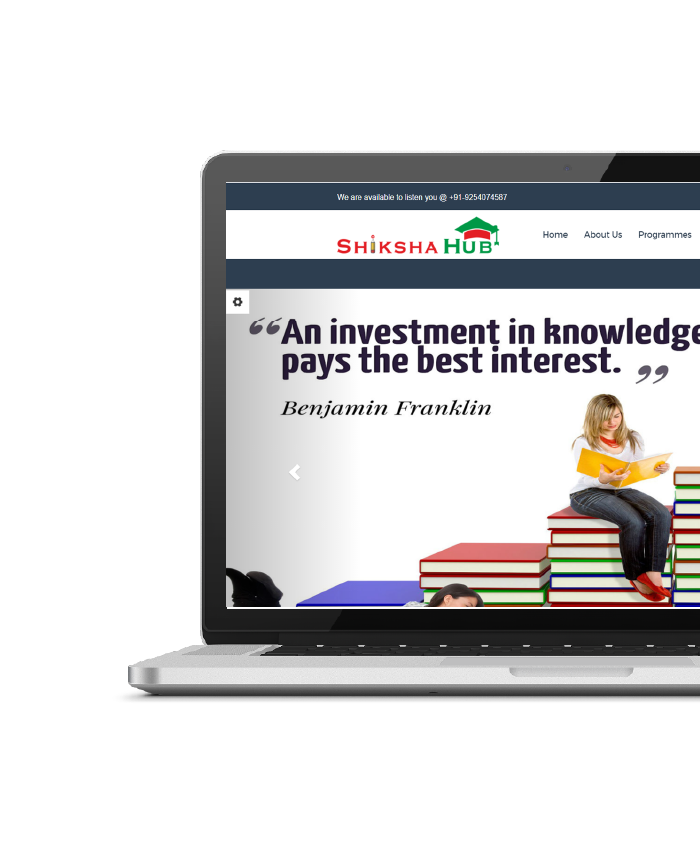 We are available to listen you @ +91-9254074587
SHIKSHA HUB
Home About Us Programmes
“An investment in knowledge
pays the best interest. ”
Benjamin Franklin